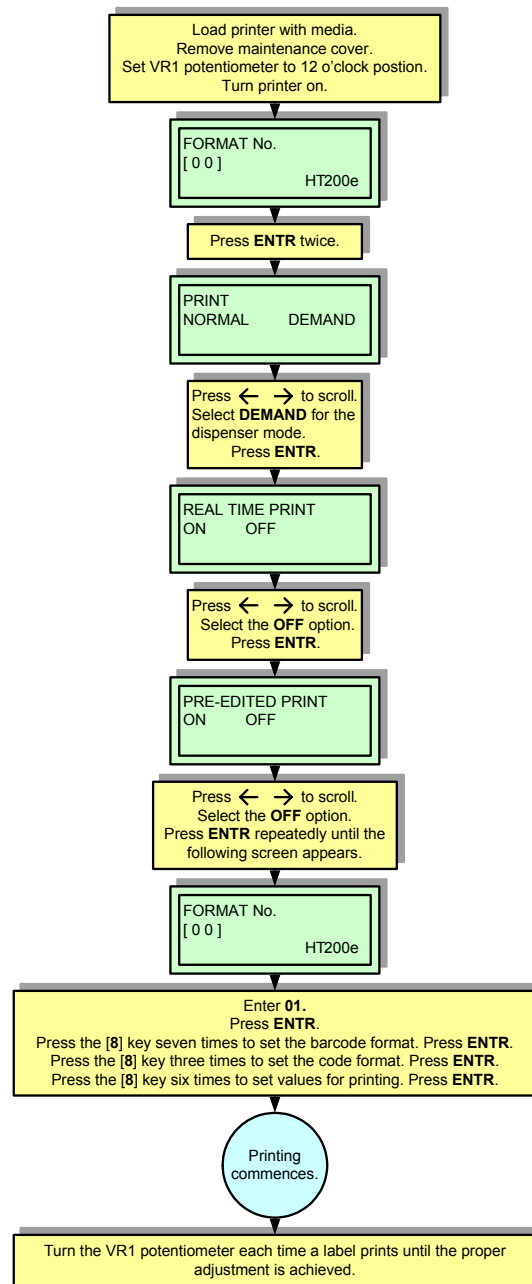 Load printer with media.
Remove maintenance cover.
Set VR1 potentiometer to 12 o'clock postion.
Turn printer on.
FORMAT No.
[ 0 0 ]
HT200e
Press ENTR twice.
PRINT
NORMAL DEMAND
Press ← → to scroll.
Select DEMAND for the
dispenser mode.
Press ENTR.
REAL TIME PRINT
ON OFF
Press ← → to scroll.
Select the OFF option.
Press ENTR.
PRE-EDITED PRINT
ON OFF
Press ← → to scroll.
Select the OFF option.
Press ENTR repeatedly until the
following screen appears.
FORMAT No.
[ 0 0 ]
HT200e
Enter 01.
Press ENTR.
Press the [8] key seven times to set the barcode format. Press ENTR.
Press the [8] key three times to set the code format. Press ENTR.
Press the [8] key six times to set values for printing. Press ENTR.
Printing
commences.
Turn the VR1 potentiometer each time a label prints until the proper
adjustment is achieved.